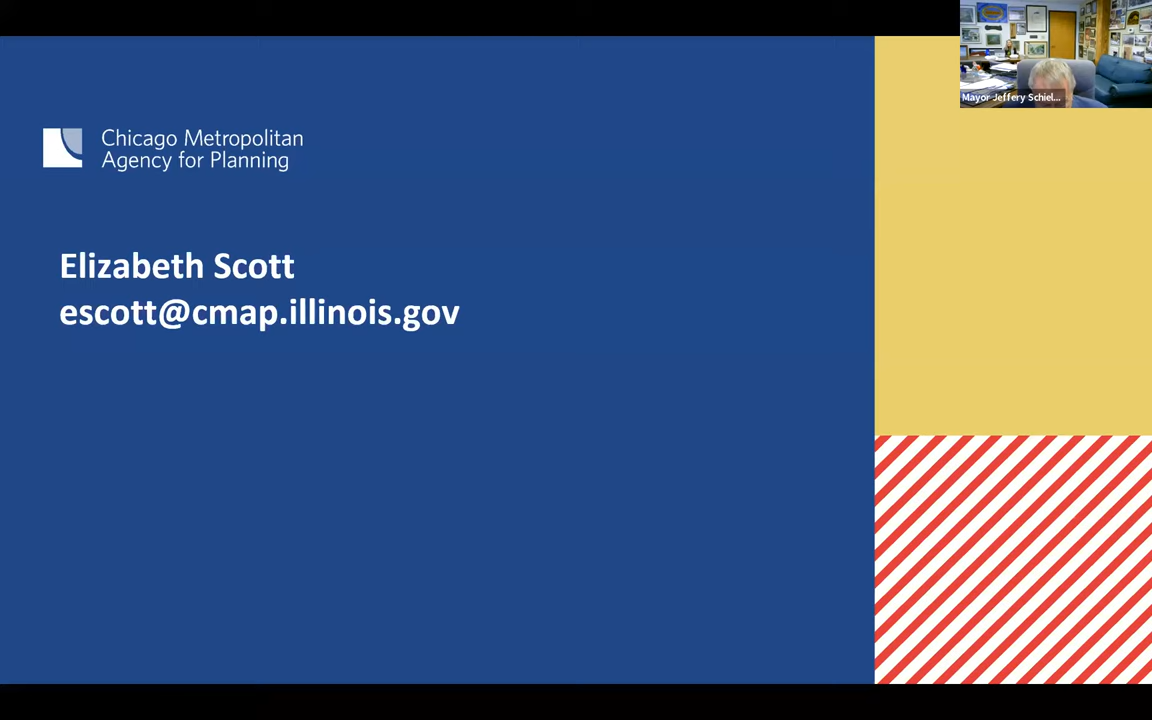 Chicago Metropolitan
Agency for Planning
Elizabeth Scott
escott@cmap.illinois.gov
Mayor Jeffery Schiel...